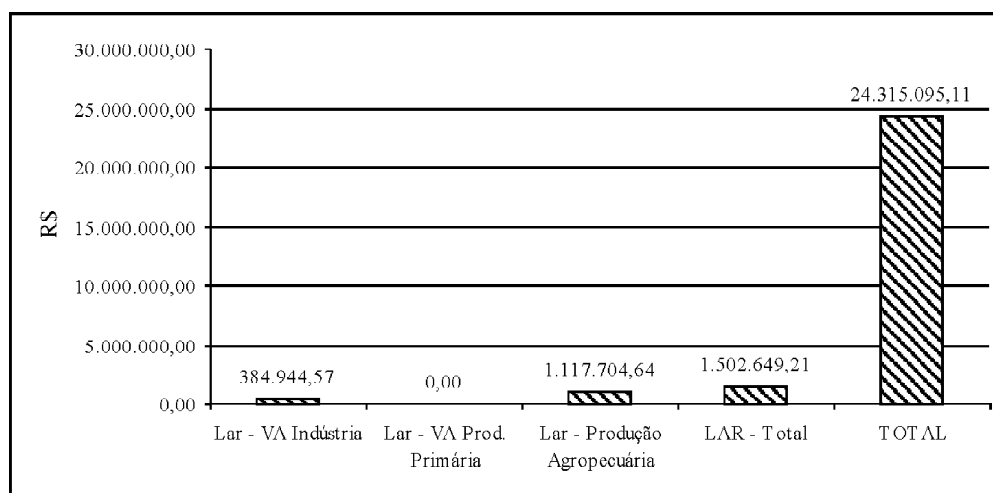 30.000.000,00
25.000.000,00
20.000.000,00
15.000.000,00
10.000.000,00
5.000.000,00
0,00
R$
384.944,57
0,00
1.117.704,64
1.502.649,21
24.315.095,11
Lar - VA Indústria
Lar - VA Prod.
Primária
Lar - Produção
Agropecuária
LAR - Total
TOTAL